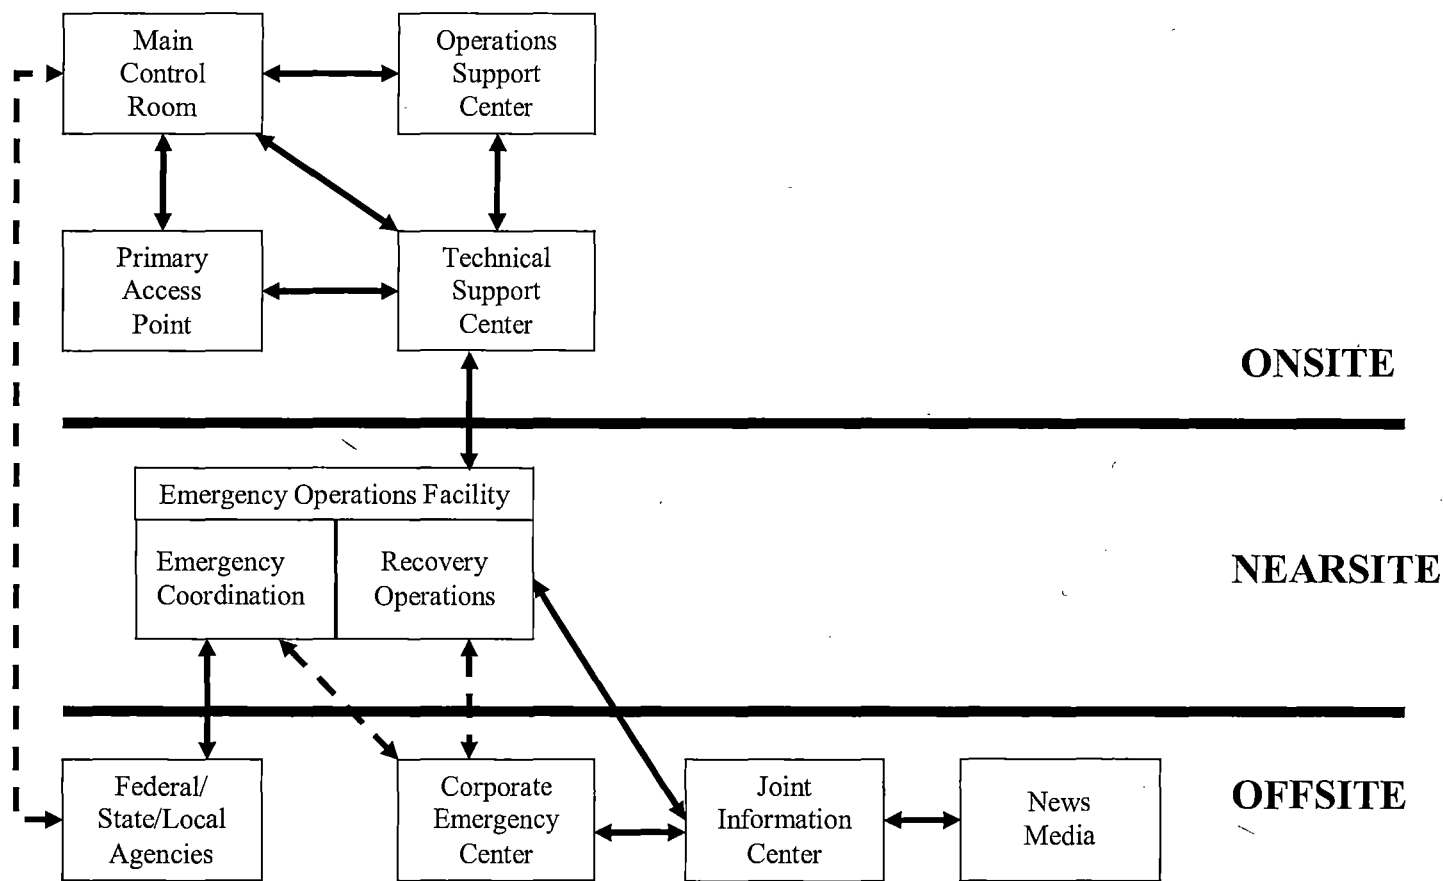 Main
Control
Room
Operations
Support
Center
Primary
Access
Point
Technical
Support
Center
ONSITE
Emergency Operations Facility
Emergency
Coordination
Recovery
Operations
NEARSITE
Federal/
State/Local
Agencies
Corporate
Emergency
Center
Joint
Information
Center
News
Media
OFFSITE